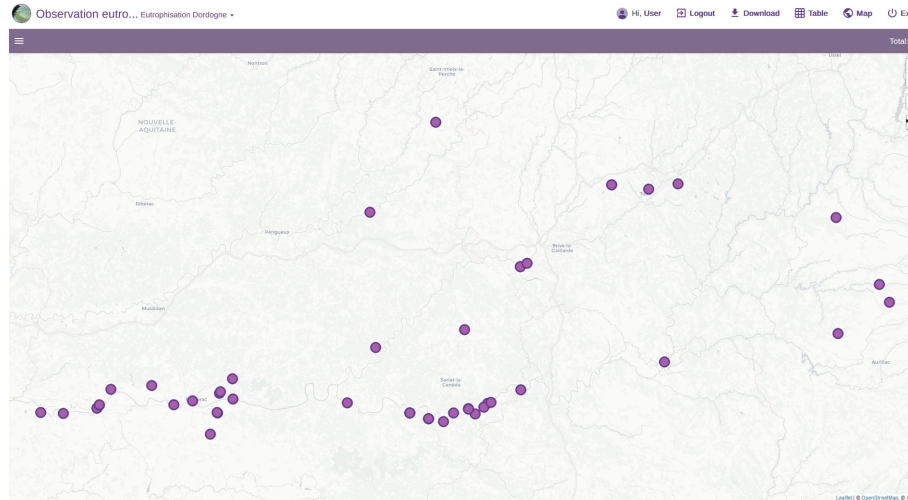 Observation eutro... Eutrophisation Dordogne
Hi, User
Logout
Download
Table
Map
Total:
Nontron
Saint-Yrieix-la-
Perche
Ussel
NOUVELLE-
AQUITAINE
Ribérac
Périgueux
Brive-la-
Gaillarde
Mussidan
Aurillac
Sarlat-la-
Canéda
Leaflet | © OpenStreetMap, ©